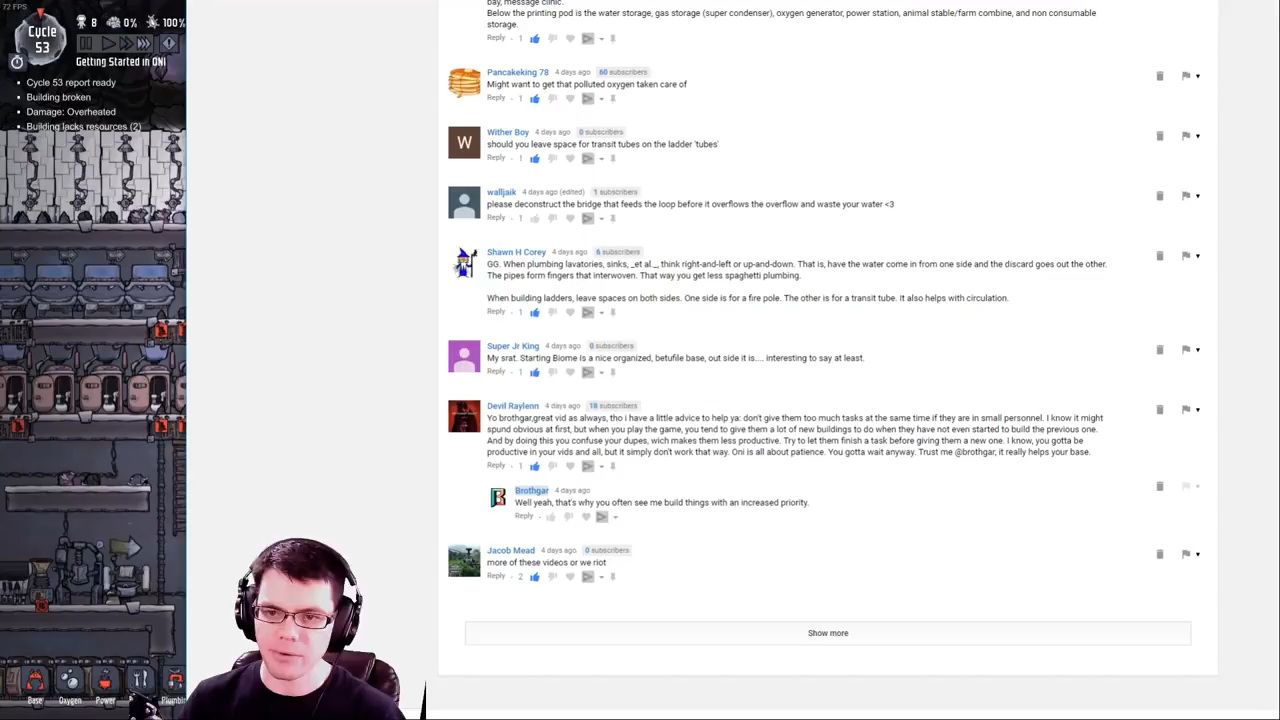 72 FPS
8 0% 100%
Cycle
53
Getting Started in ONI
Cycle 53 report ready
Building broken
Damage: Overheated
Building lacks resources (2)
Base Oxygen Power
bay, message clinic.
Below the printing pod is the water storage, gas storage (super condenser), oxygen generator, power station, animal stable/farm combine, and non consumable
storage.
Reply · 1
Pancakeking 78 4 days ago 60 subscribers
Might want to get that polluted oxygen taken care of
Reply · 1
W
Wither Boy 4 days ago 0 subscribers
should you leave space for transit tubes on the ladder 'tubes'
Reply · 1
walljaik 4 days ago (edited) 1 subscribers
please deconstruct the bridge that feeds the loop before it overflows the overflow and waste your water <3
Reply · 1
Shawn H Corey 4 days ago 6 subscribers
GG. When plumbing lavatories, sinks, _et al._, think right-and-left or up-and-down. That is, have the water come in from one side and the discard goes out the other.
The pipes form fingers that interwoven. That way you get less spaghetti plumbing.
When building ladders, leave spaces on both sides. One side is for a fire pole. The other is for a transit tube. It also helps with circulation.
Reply · 1
Super Jr King 4 days ago 0 subscribers
My srat. Starting Biome Is a nice organized, betufile base, out side it is.... interesting to say at least.
Reply · 1
Devil Raylenn 4 days ago 18 subscribers
Yo brothgar,great vid as always, tho i have a little advice to help ya: don't give them too much tasks at the same time if they are in small personnel. I know it might
spund obvious at first, but when you play the game, you tend to give them a lot of new buildings to do when they have not even started to build the previous one.
And by doing this you confuse your dupes, wich makes them less productive. Try to let them finish a task before giving them a new one. I know, you gotta be
productive in your vids and all, but it simply don't work that way. Oni is all about patience. You gotta wait anyway. Trust me @brothgar, it really helps your base.
Reply · 1
Brothgar 4 days ago
Well yeah, that's why you often see me build things with an increased priority.
Reply ·
Jacob Mead 4 days ago 0 subscribers
more of these videos or we riot
Reply · 2
Show more